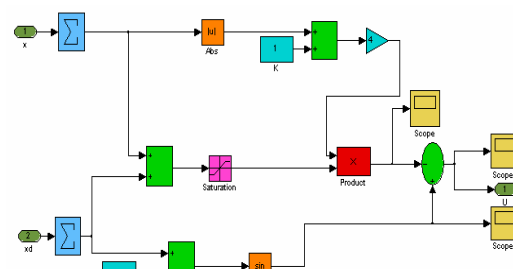 1
x
|u|
Abs
1
K
4
Scope
Saturation
x
Product
Scope
1
U
2
xd
Scope
sin